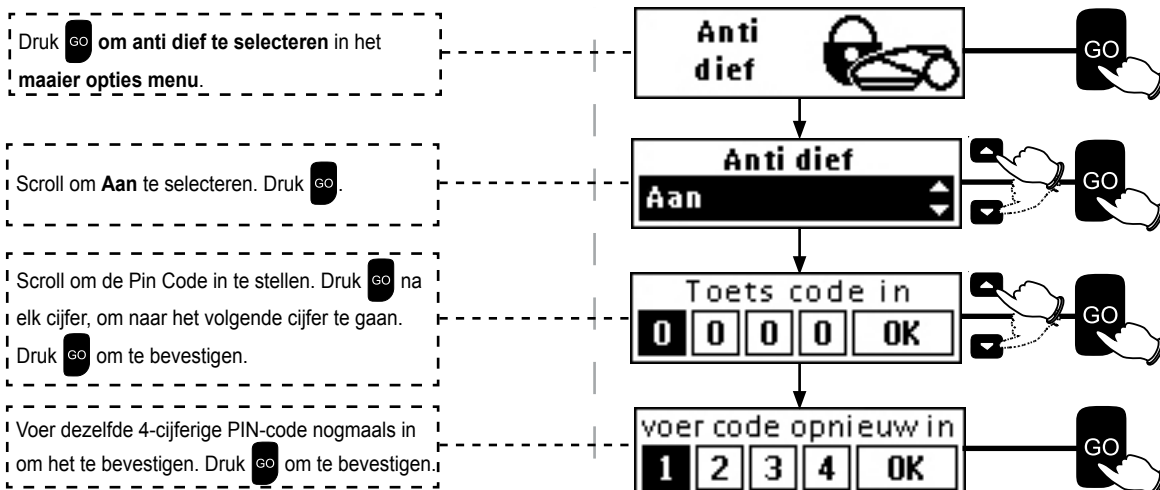 Druk GO om anti dief te selecteren in het
maaier opties menu.
Anti
dief
GO
Scroll om Aan te selecteren. Druk GO.
Anti dief
Aan
GO
Scroll om de Pin Code in te stellen. Druk GO na
elk cijfer, om naar het volgende cijfer te gaan.
Druk GO om te bevestigen.
Toets code in
0 0 0 0 OK
GO
Voer dezelfde 4-cijferige PIN-code nogmaals in
om het te bevestigen. Druk GO om te bevestigen.
voer code opnieuw in
1 2 3 4 OK
GO